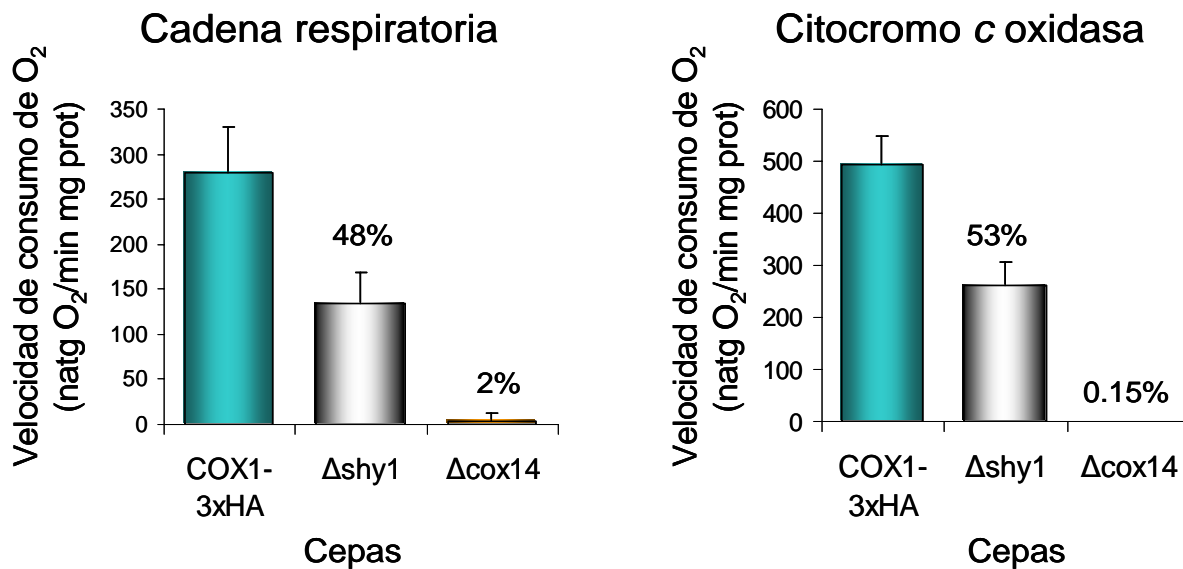 Cadena respiratoria
Velocidad de consumo de O₂
(natg O₂/min mg prot)
350
300
250
200
150
100
50
0
48%
2%
COX1-
3xHA
Δshy1
Δcox14
Cepas
Citocromo c oxidasa
Velocidad de consumo de O₂
(natg O₂/min mg prot)
600
500
400
300
200
100
0
53%
0.15%
COX1-
3xHA
Δshy1
Δcox14
Cepas